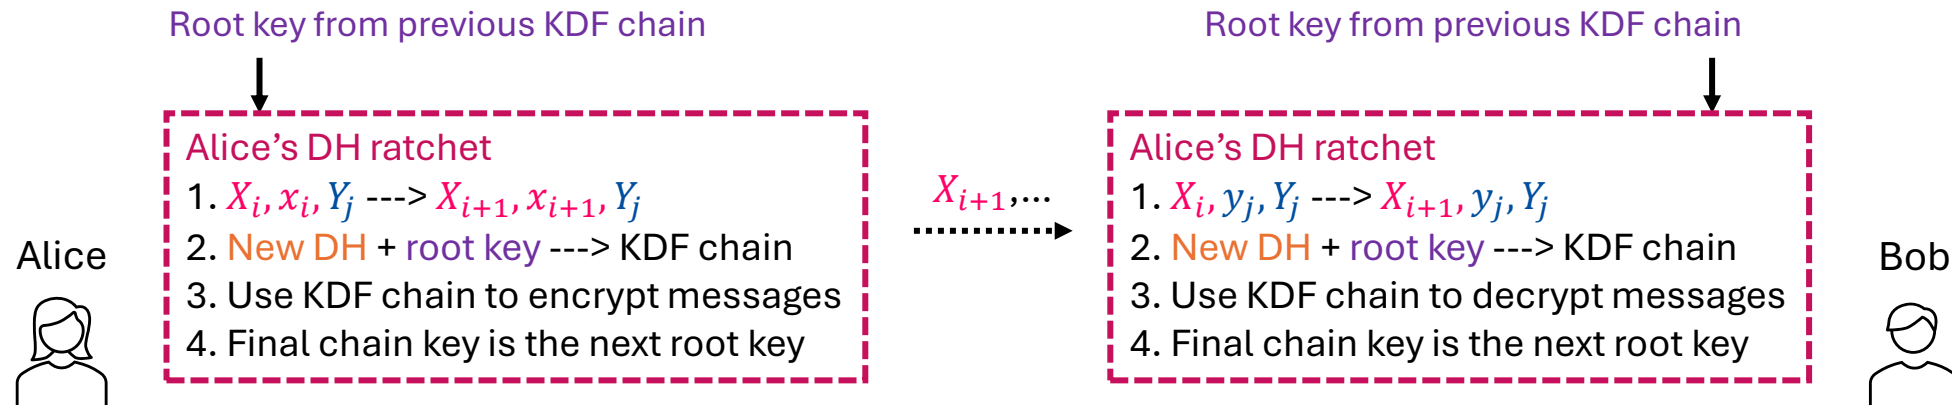 Root key from previous KDF chain
Alice's DH ratchet
1. Xᵢ, xᵢ, Yⱼ ---> Xᵢ₊₁, xᵢ₊₁, Yⱼ
2. New DH + root key ---> KDF chain
3. Use KDF chain to encrypt messages
4. Final chain key is the next root key
Alice
Xᵢ₊₁,...
Root key from previous KDF chain
Alice's DH ratchet
1. Xᵢ, yⱼ, Yⱼ ---> Xᵢ₊₁, yⱼ, Yⱼ
2. New DH + root key ---> KDF chain
3. Use KDF chain to decrypt messages
4. Final chain key is the next root key
Bob